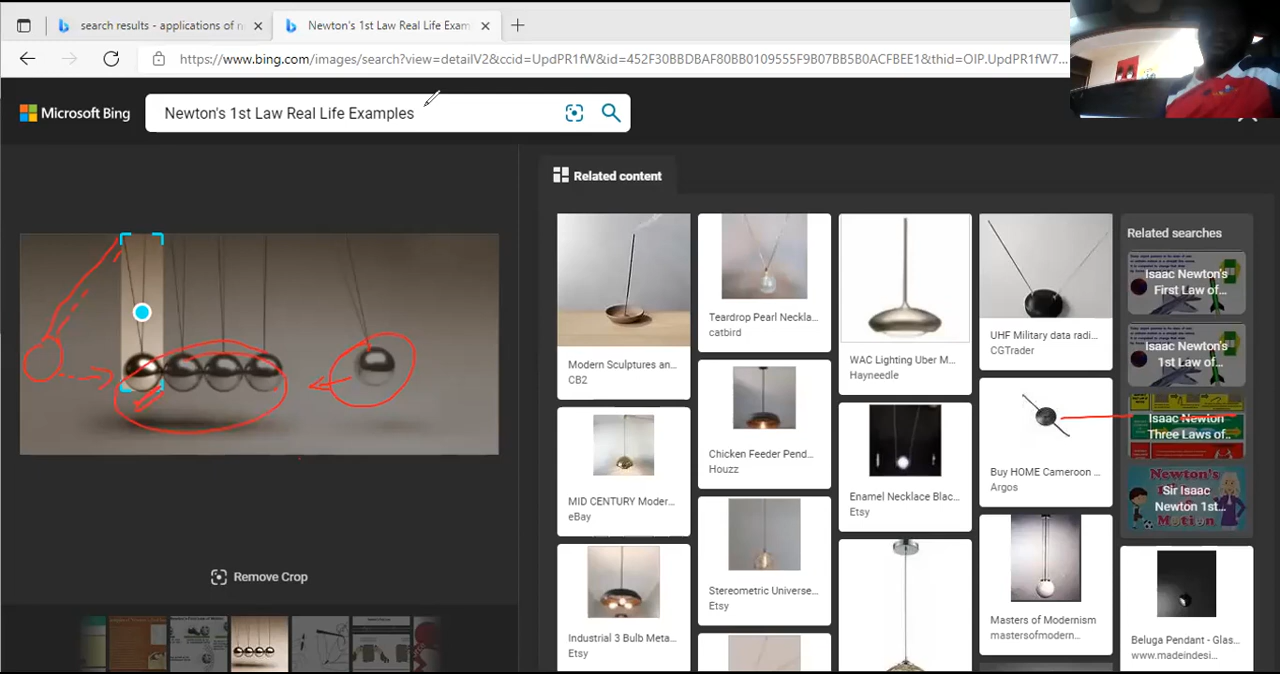 search results - applications of n
Newton's 1st Law Real Life Exam
https://www.bing.com/images/search?view=detailV2&ccid=UpdPR1fW&id=452F30BBDBAF80BB0109555F9B07BB5B0ACFBEE1&thid=OIP.UpdPR1fW7...
Microsoft Bing
Newton's 1st Law Real Life Examples
Related content
Modern Sculptures an...
CB2
MID CENTURY Moder...
eBay
Industrial 3 Bulb Meta...
Etsy
Teardrop Pearl Neckla...
catbird
Chicken Feeder Pend...
Houzz
Stereometric Universe...
Etsy
WAC Lighting Uber M...
Hayneedle
Enamel Necklace Blac...
Etsy
UHF Military data radi...
CGTrader
Buy HOME Cameroon ...
Argos
Masters of Modernism
mastersofmodern...
Related searches
Isaac Newton's
First Law of...
Isaac Newton's
1st Law of...
Isaac Newton
Three Laws of...
Sir Isaac
Newton 1st...
Beluga Pendant - Glas...
www.madeindesi...
Remove Crop